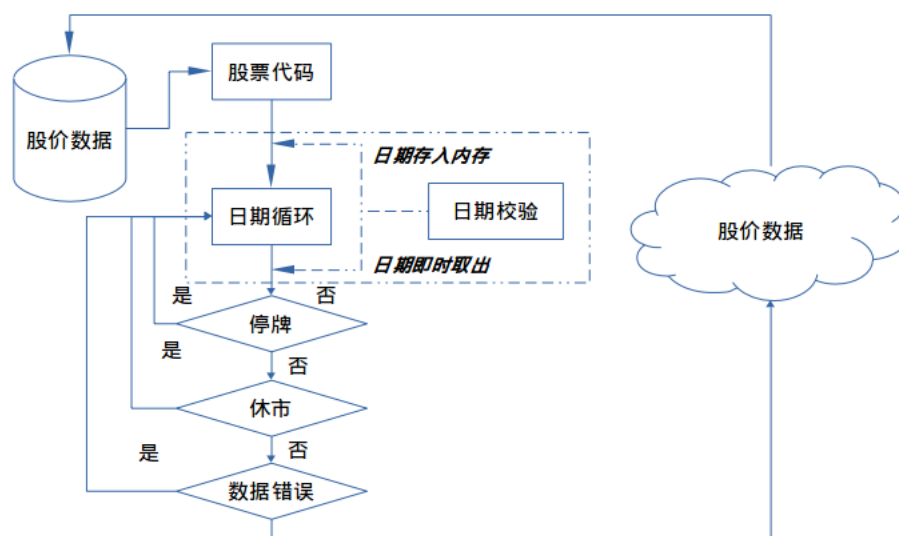 股票代码
股价数据
日期存入内存
日期循环
日期校验
股价数据
日期即时取出
是
否
停牌
是
否
休市
是
否
数据错误